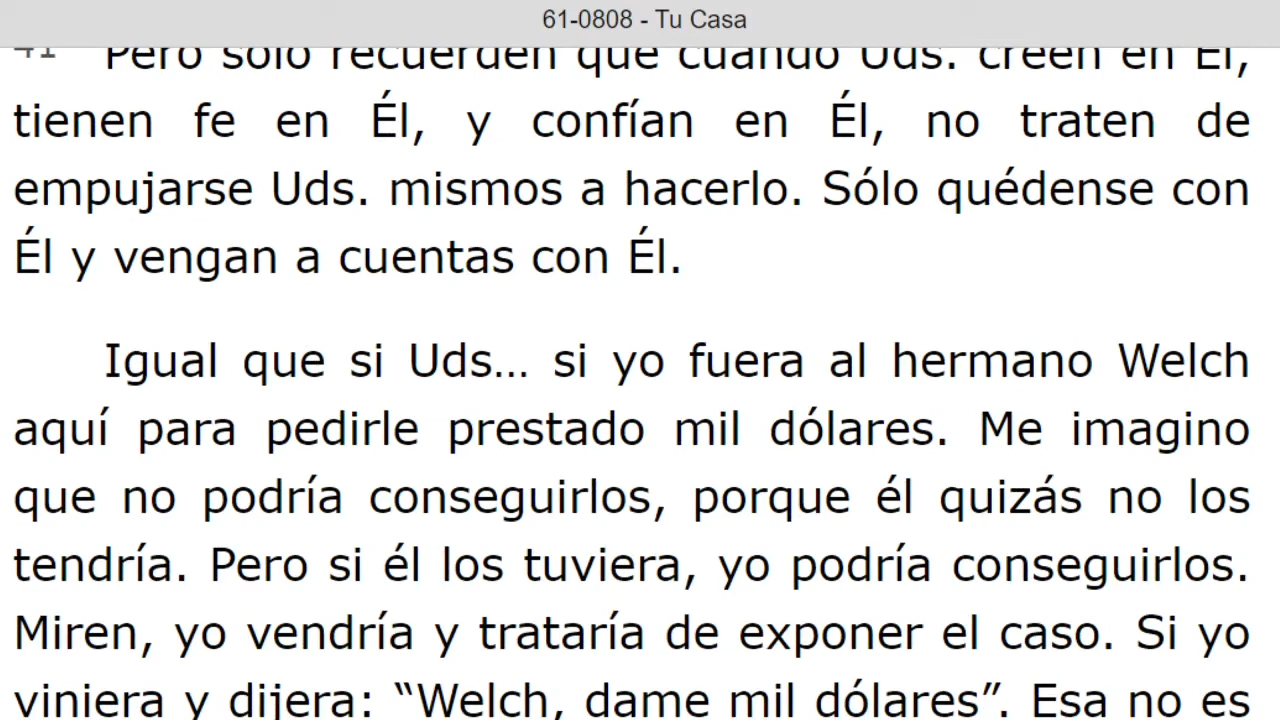 61-0808 - Tu Casa
41 Pero sólo recuerden que cuando Uds. creen en Él,
tienen fe en Él, y confían en Él, no traten de
empujarse Uds. mismos a hacerlo. Sólo quédense con
Él y vengan a cuentas con Él.
Igual que si Uds… si yo fuera al hermano Welch
aquí para pedirle prestado mil dólares. Me imagino
que no podría conseguirlos, porque él quizás no los
tendría. Pero si él los tuviera, yo podría conseguirlos.
Miren, yo vendría y trataría de exponer el caso. Si yo
viniera y dijera: “Welch, dame mil dólares”. Esa no es